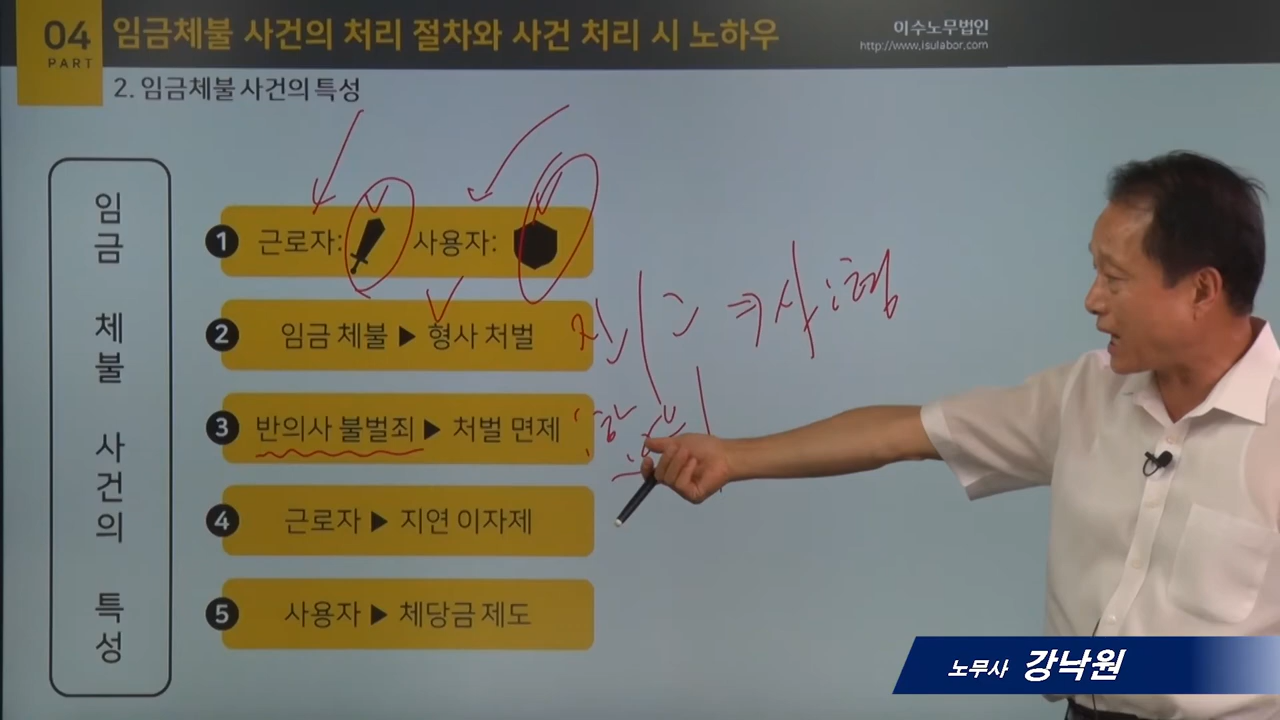 04
PART
임금체불 사건의 처리 절차와 사건 처리 시 노하우
이수노무법인
http://www.isulabor.com
2. 임금체불 사건의 특성
임금 체불 사건의 특성
1 근로자: 사용자:
2 임금 체불 ▶ 형사 처벌
3 반의사 불벌죄 ▶ 처벌 면제
4 근로자 ▶ 지연 이자제
5 사용자 ▶ 체당금 제도
노무사 강낙원